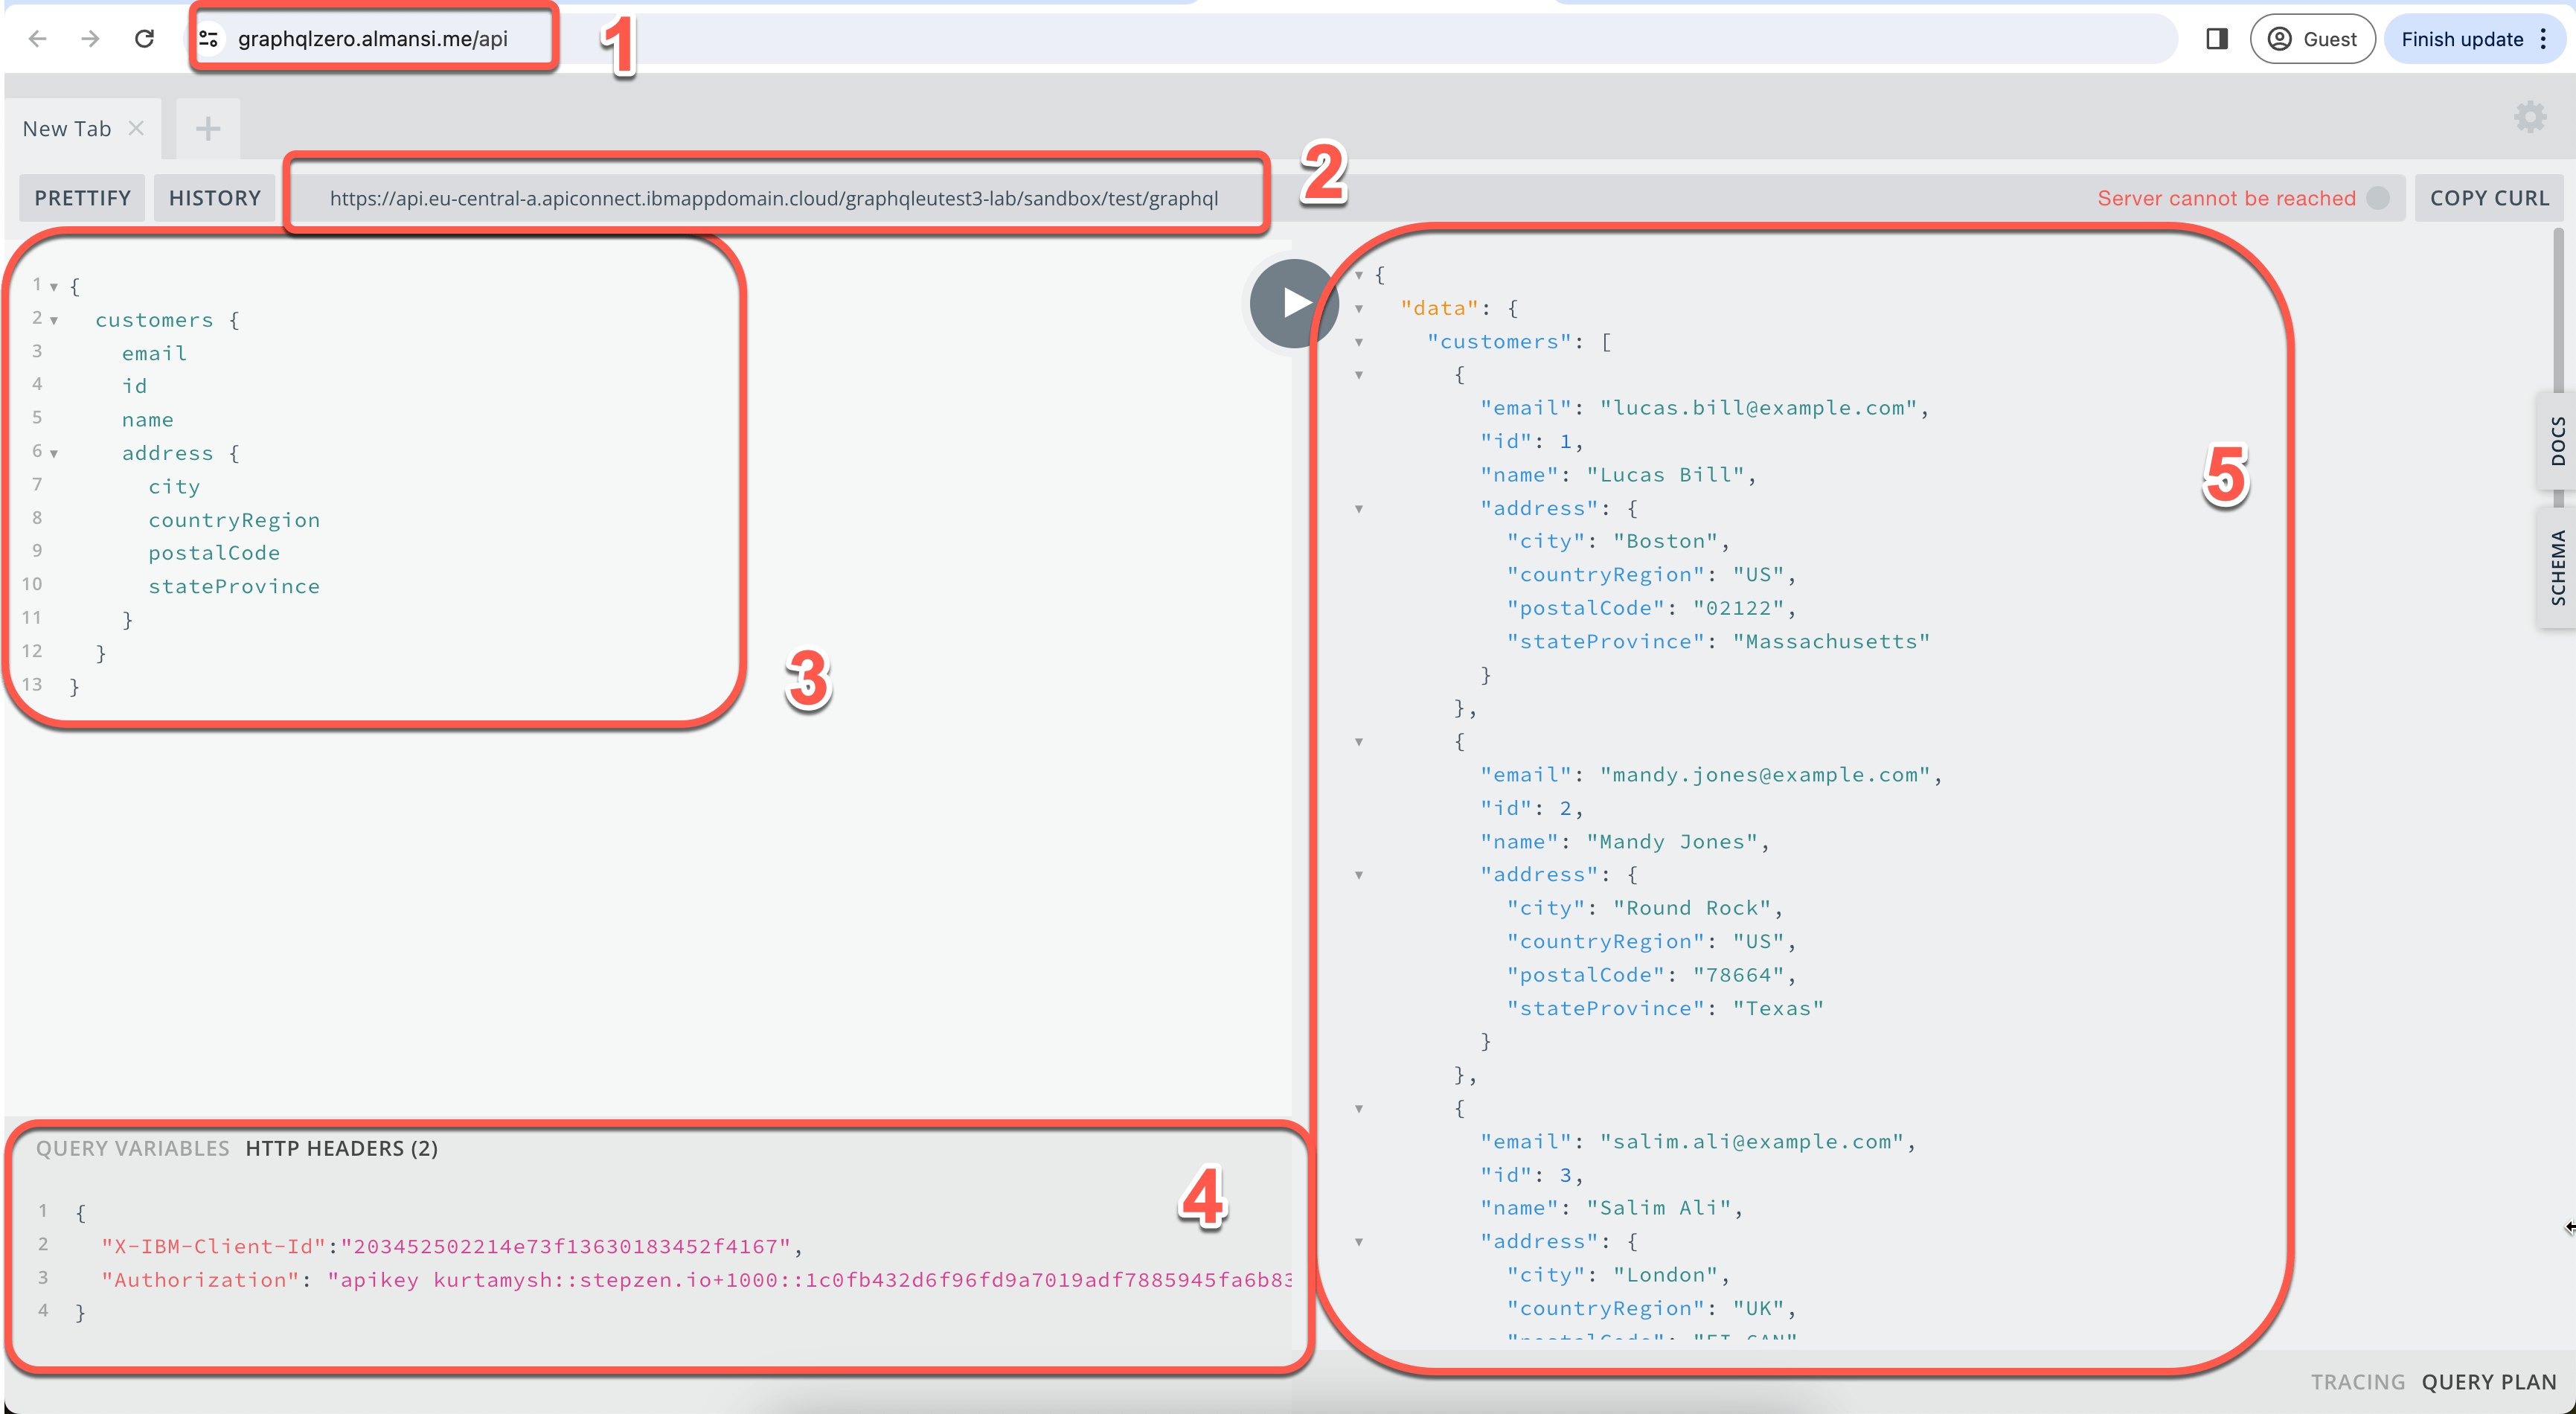 graphqlzero.almansi.me/api
1
Guest
Finish update
New Tab
2
PRETTIFY
HISTORY
https://api.eu-central-a.apiconnect.ibmappdomain.cloud/graphqleutest3-lab/sandbox/test/graphql
Server cannot be reached
COPY CURL
1 {
2 customers {
3 email
4 id
5 name
6 address {
7 city
8 countryRegion
9 postalCode
10 stateProvince
11 }
12 }
13 }
3
{
"data": {
"customers": [
{
"email": "lucas.bill@example.com",
"id": 1,
"name": "Lucas Bill",
"address": {
"city": "Boston",
"countryRegion": "US",
"postalCode": "02122",
"stateProvince": "Massachusetts"
}
},
{
"email": "mandy.jones@example.com",
"id": 2,
"name": "Mandy Jones",
"address": {
"city": "Round Rock",
"countryRegion": "US",
"postalCode": "78664",
"stateProvince": "Texas"
}
},
{
"email": "salim.ali@example.com",
"id": 3,
"name": "Salim Ali",
"address": {
"city": "London",
"countryRegion": "UK",
5
DOCS
SCHEMA
QUERY VARIABLES
HTTP HEADERS (2)
4
1 {
2 "X-IBM-Client-Id":"203452502214e73f13630183452f4167",
3 "Authorization": "apikey kurtamysh::stepzen.io+1000::1c0fb432d6f96fd9a7019adf7885945fa6b83
4 }
TRACING
QUERY PLAN